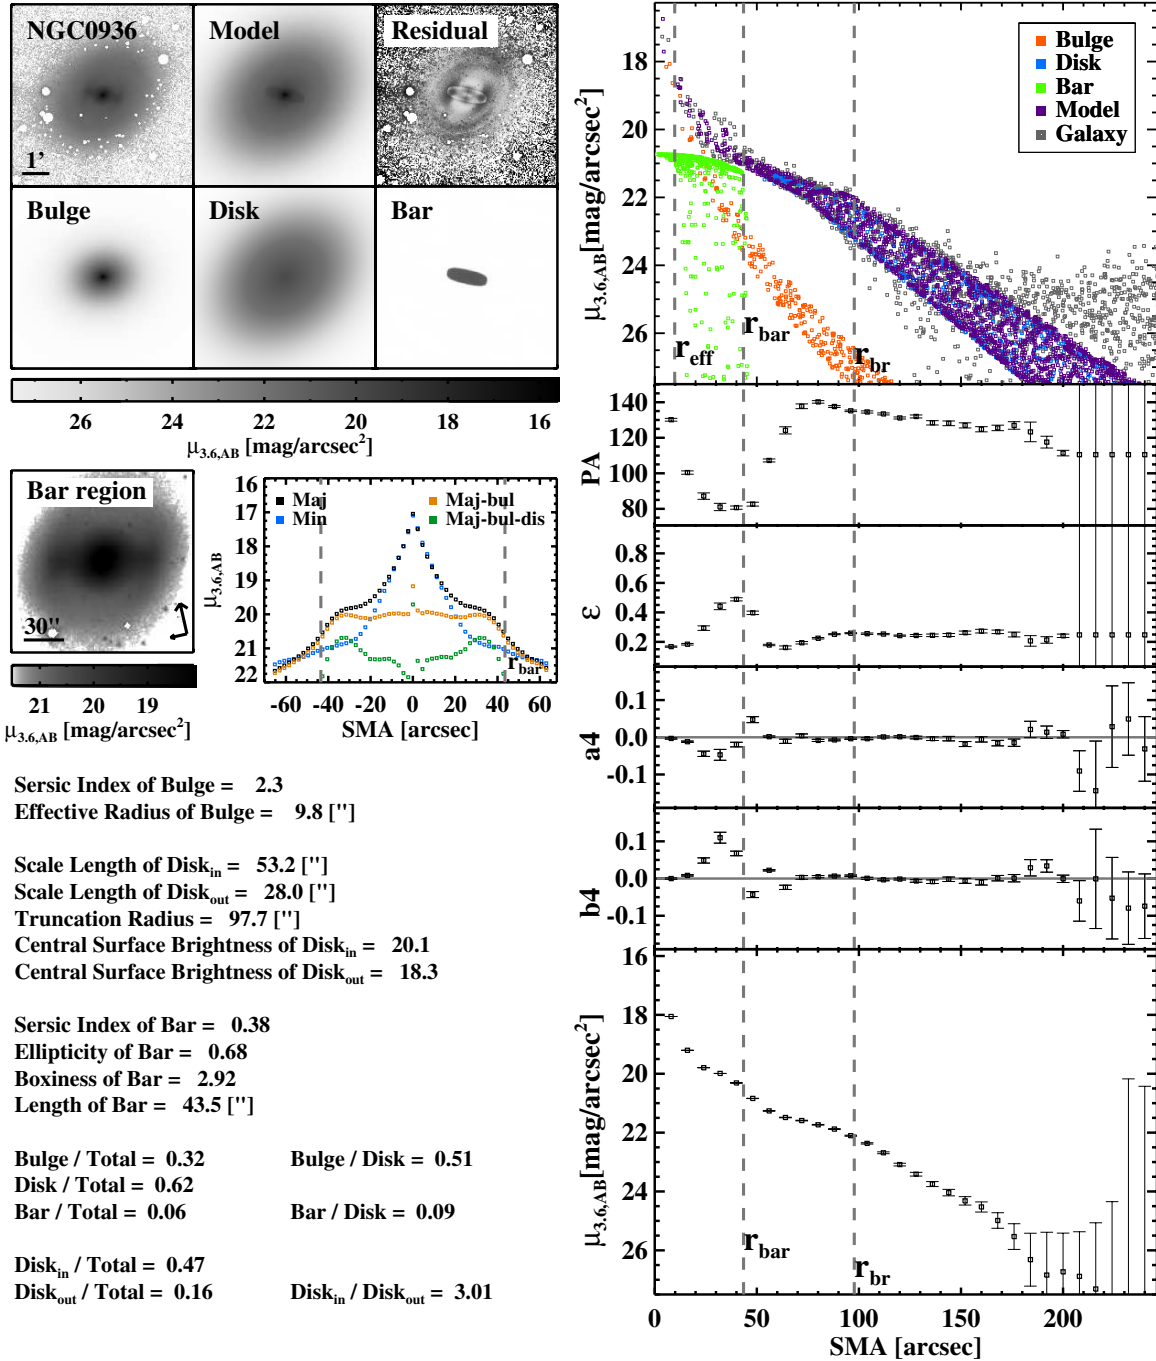 NGC0936
Model
Residual
1'
Bulge
Disk
Bar
26 24 22 20 18 16
μ3.6,AB [mag/arcsec²]
Bar region
30"
21 20 19
μ3.6,AB [mag/arcsec²]
16
17
18
19
20
21
22
μ3.6,AB
Maj
Min
Maj-bul
Maj-bul-dis
rbar
-60 -40 -20 0 20 40 60
SMA [arcsec]
Sersic Index of Bulge = 2.3
Effective Radius of Bulge = 9.8 ["]
Scale Length of Diskin = 53.2 ["]
Scale Length of Diskout = 28.0 ["]
Truncation Radius = 97.7 ["]
Central Surface Brightness of Diskin = 20.1
Central Surface Brightness of Diskout = 18.3
Sersic Index of Bar = 0.38
Ellipticity of Bar = 0.68
Boxiness of Bar = 2.92
Length of Bar = 43.5 ["]
Bulge / Total = 0.32 Bulge / Disk = 0.51
Disk / Total = 0.62
Bar / Total = 0.06 Bar / Disk = 0.09
Diskin / Total = 0.47
Diskout / Total = 0.16 Diskin / Diskout = 3.01
Bulge
Disk
Bar
Model
Galaxy
18
20
22
24
26
μ3.6,AB[mag/arcsec²]
reff
rbar
rbr
140
120
100
80
PA
0.8
0.6
0.4
0.2
ε
0.1
0.0
-0.1
a4
0.1
0.0
-0.1
b4
16
18
20
22
24
26
μ3.6,AB[mag/arcsec²]
rbar
rbr
0 50 100 150 200
SMA [arcsec]